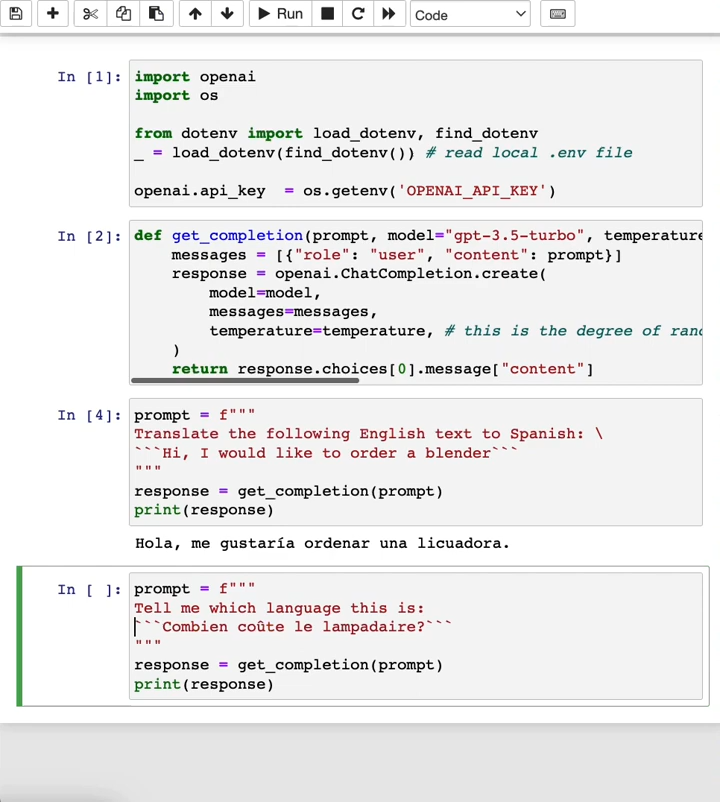 Run
Code
In [1]:
import openai
import os
from dotenv import load_dotenv, find_dotenv
_ = load_dotenv(find_dotenv()) # read local .env file
openai.api_key  = os.getenv('OPENAI_API_KEY')
In [2]:
def get_completion(prompt, model="gpt-3.5-turbo", temperature
    messages = [{"role": "user", "content": prompt}]
    response = openai.ChatCompletion.create(
        model=model,
        messages=messages,
        temperature=temperature, # this is the degree of ran
    )
    return response.choices[0].message["content"]
In [4]:
prompt = f"""
Translate the following English text to Spanish: \
```Hi, I would like to order a blender```
"""
response = get_completion(prompt)
print(response)
Hola, me gustaría ordenar una licuadora.
In [ ]:
prompt = f"""
Tell me which language this is:
```Combien coûte le lampadaire?```
"""
response = get_completion(prompt)
print(response)